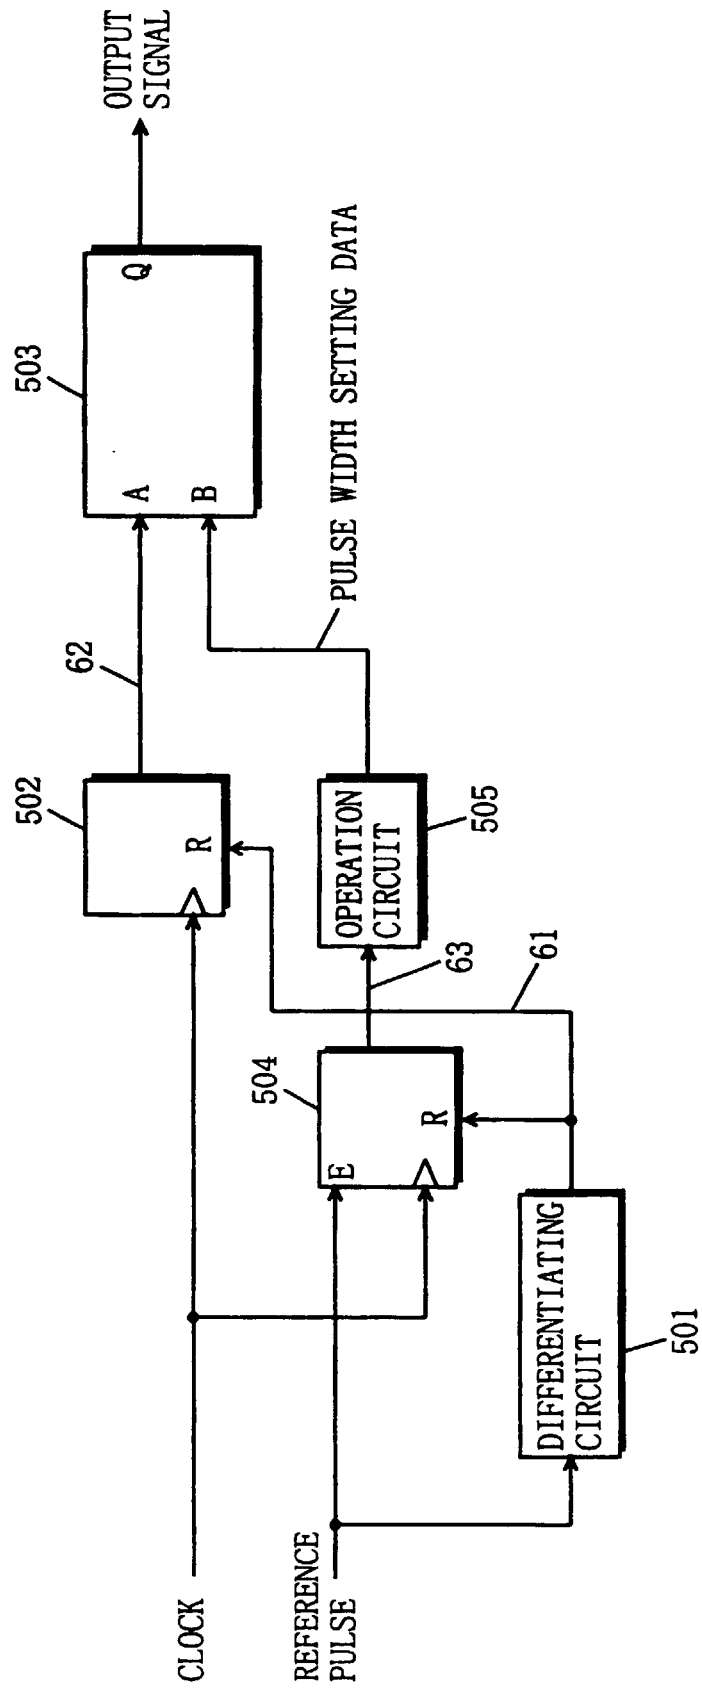 CLOCK
REFERENCE
PULSE
DIFFERENTIATING
CIRCUIT
501
E
R
504
61
63
OPERATION
CIRCUIT
505
R
502
62
PULSE WIDTH SETTING DATA
A
B
Q
503
OUTPUT
SIGNAL